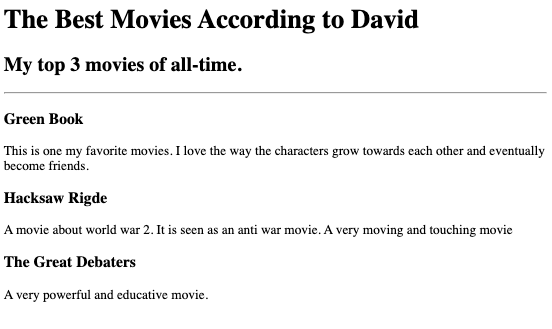 The Best Movies According to David
My top 3 movies of all-time.
Green Book
This is one my favorite movies. I love the way the characters grow towards each other and eventually
become friends.
Hacksaw Rigde
A movie about world war 2. It is seen as an anti war movie. A very moving and touching movie
The Great Debaters
A very powerful and educative movie.